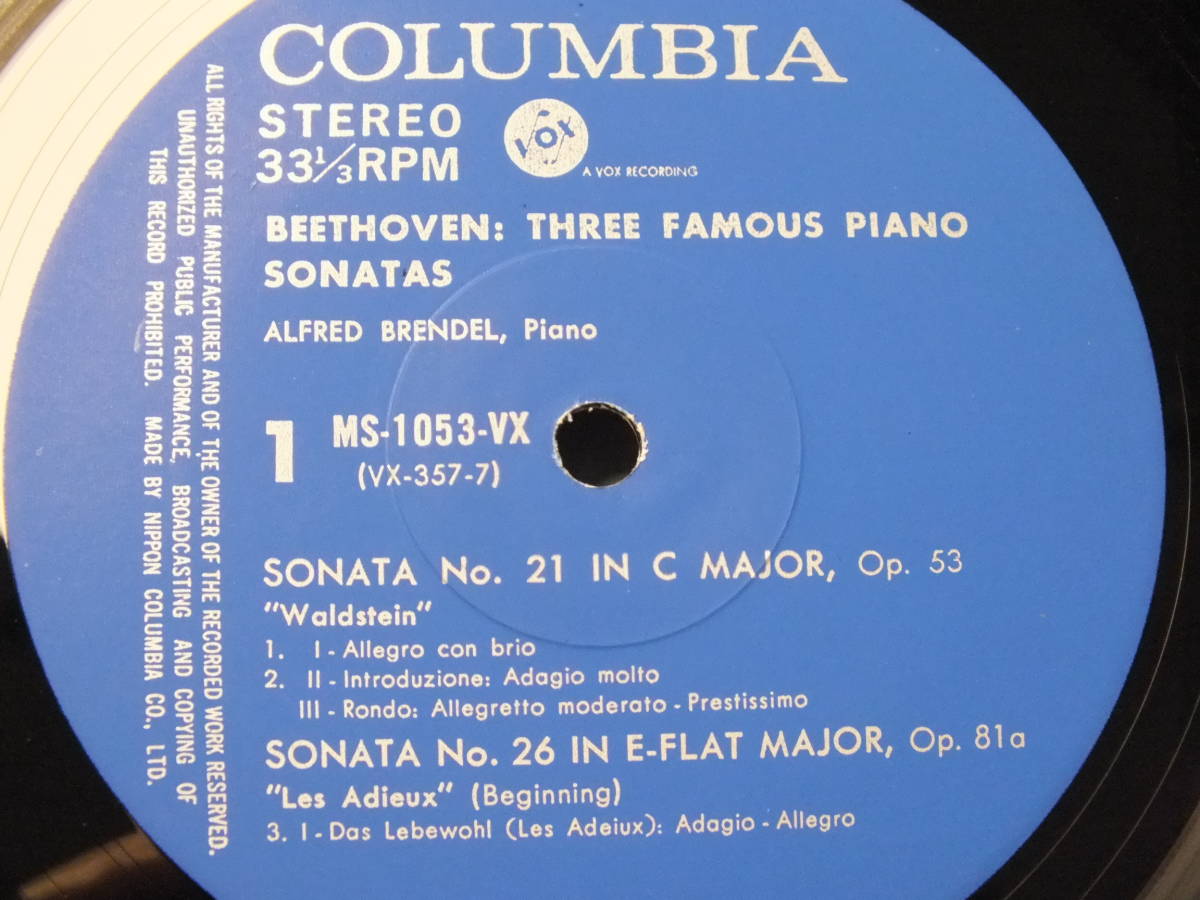 COLUMBIA
STEREO
33 1/3 RPM
VOX
A VOX RECORDING
BEETHOVEN: THREE FAMOUS PIANO
SONATAS
ALFRED BRENDEL, Piano
1
MS-1053-VX
(VX-357-7)
SONATA No. 21 IN C MAJOR, Op. 53
"Waldstein"
1. I - Allegro con brio
2. II - Introduzione: Adagio molto
III - Rondo: Allegretto moderato - Prestissimo
SONATA No. 26 IN E-FLAT MAJOR, Op. 81a
"Les Adieux" (Beginning)
3. I - Das Lebewohl (Les Adeiux): Adagio - Allegro
ALL RIGHTS OF THE MANUFACTURER AND OF THE OWNER OF THE RECORDED WORK RESERVED.
UNAUTHORIZED PUBLIC PERFORMANCE, BROADCASTING AND COPYING OF
THIS RECORD PROHIBITED. MADE BY NIPPON COLUMBIA CO., LTD.